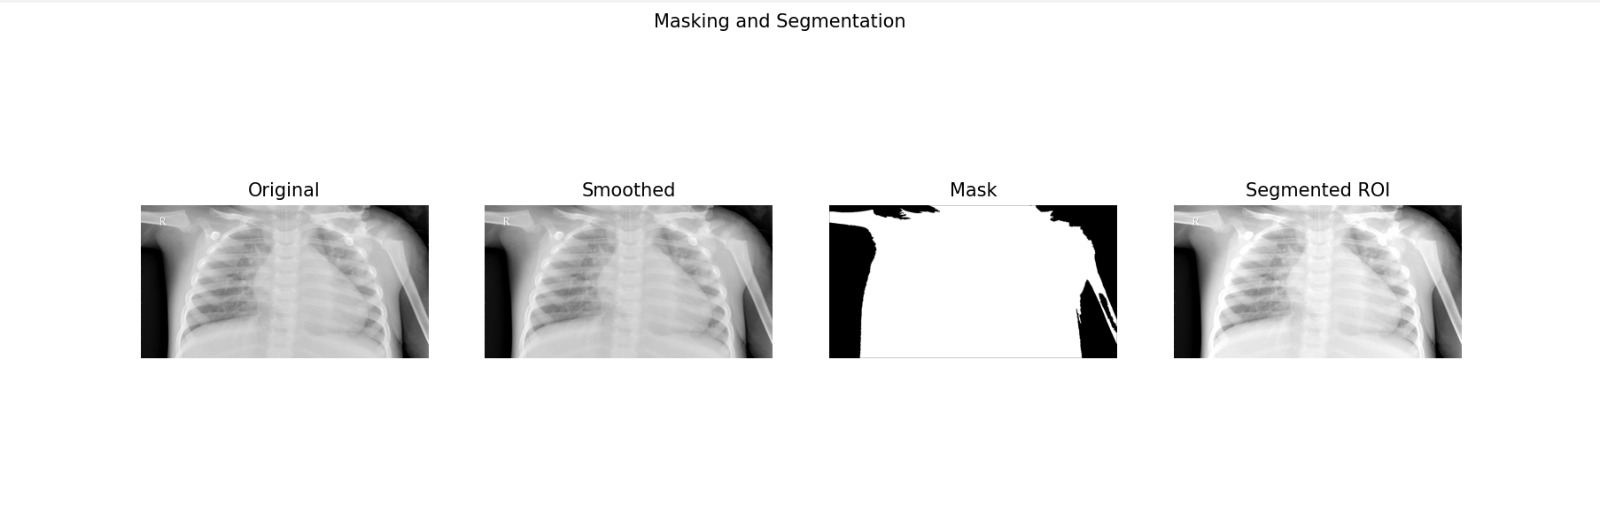 Masking and Segmentation
Original
Smoothed
Mask
Segmented ROI
R
R
R